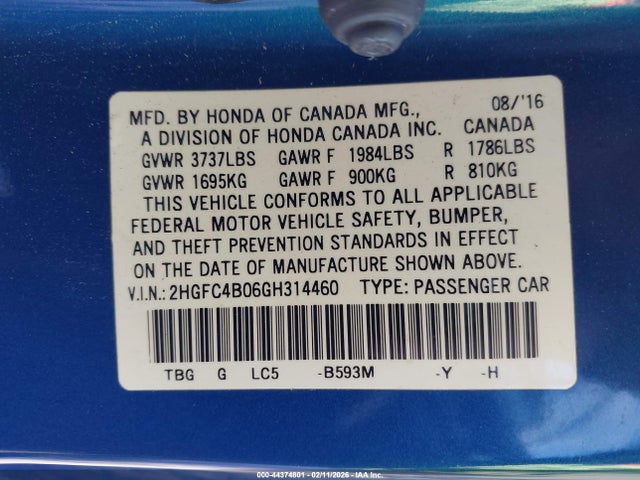 MFD. BY HONDA OF CANADA MFG., 08/'16
A DIVISION OF HONDA CANADA INC. CANADA
GVWR 3737LBS GAWR F 1984LBS R 1786LBS
GVWR 1695KG GAWR F 900KG R 810KG
THIS VEHICLE CONFORMS TO ALL APPLICABLE
FEDERAL MOTOR VEHICLE SAFETY, BUMPER,
AND THEFT PREVENTION STANDARDS IN EFFECT
ON THE DATE OF MANUFACTURE SHOWN ABOVE.
V.I.N.: 2HGFC4B06GH314460 TYPE: PASSENGER CAR
TBG G LC5 -B593M -Y -H
000-44374801 - 02/11/2026 - IAA Inc.